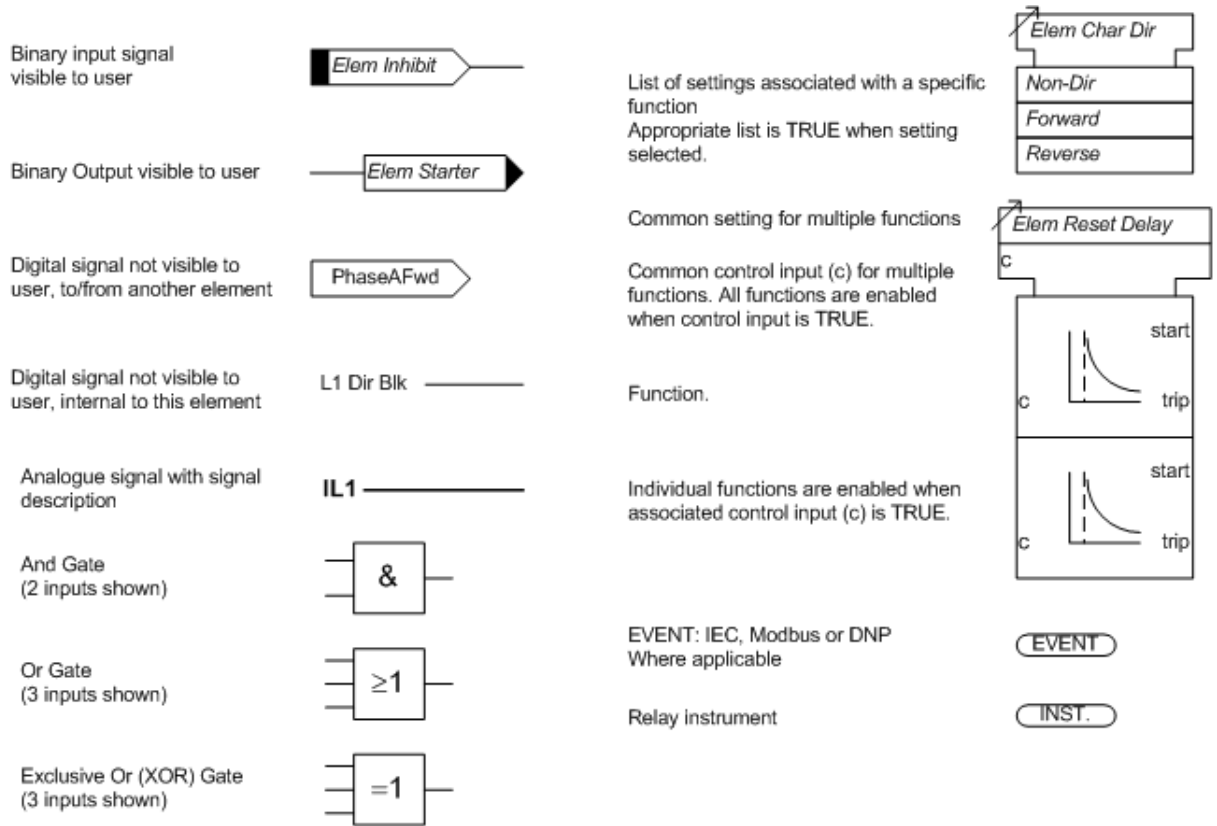 Binary input signal
visible to user
Elem Inhibit
Binary Output visible to user
Elem Starter
Digital signal not visible to
user, to/from another element
PhaseAFwd
Digital signal not visible to
user, internal to this element
L1 Dir Blk
Analogue signal with signal
description
IL1
And Gate
(2 inputs shown)
&
Or Gate
(3 inputs shown)
≥1
Exclusive Or (XOR) Gate
(3 inputs shown)
=1
Elem Char Dir
List of settings associated with a specific
function
Appropriate list is TRUE when setting
selected.
Non-Dir
Forward
Reverse
Common setting for multiple functions
Elem Reset Delay
Common control input (c) for multiple
functions. All functions are enabled
when control input is TRUE.
c
Function.
start
c
trip
Individual functions are enabled when
associated control input (c) is TRUE.
start
c
trip
EVENT: IEC, Modbus or DNP
Where applicable
EVENT
Relay instrument
INST.